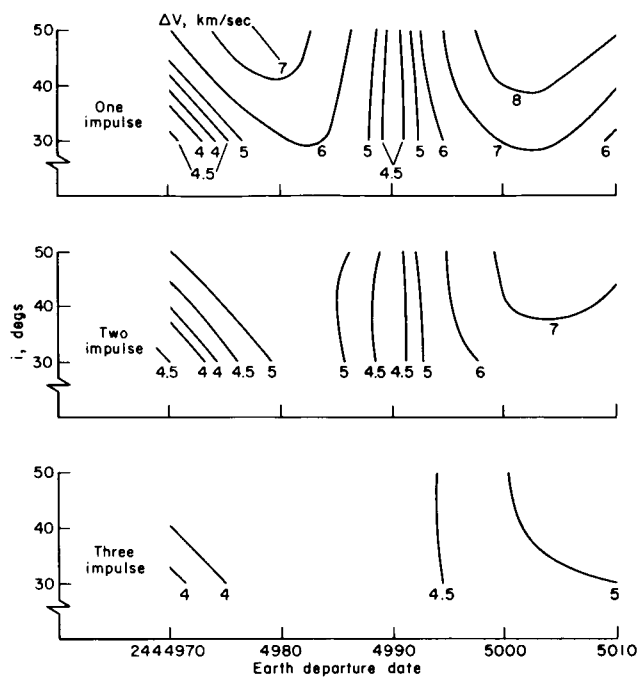 ΔV, km/sec
50
7
40
8
One
impulse
30
4 4 5 6 5 5 6 7 6
4.5 4.5
50
i, degs
40
7
Two
impulse
30
4.5 4 4 4.5 5 5 4.5 4.5 5 6
50
40
Three
impulse
30
4 4 4.5 5
2444970 4980 4990 5000 5010
Earth departure date